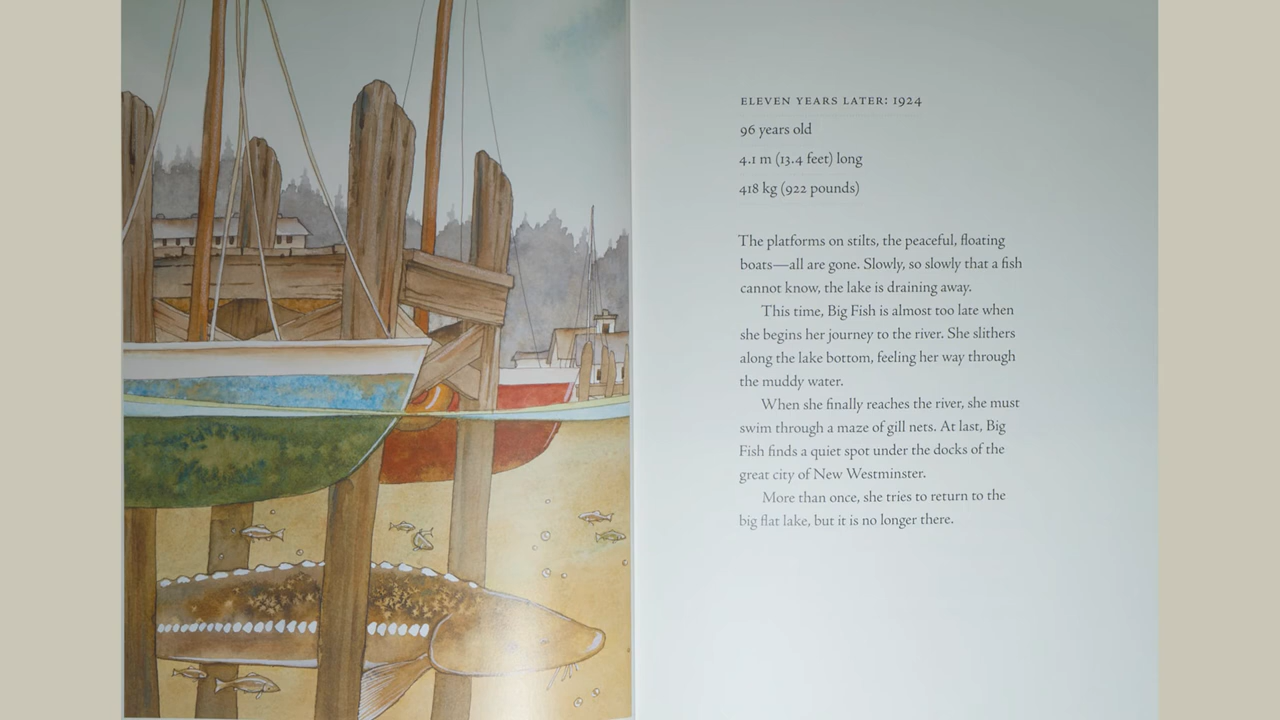 ELEVEN YEARS LATER: 1924
96 years old
4.1 m (13.4 feet) long
418 kg (922 pounds)
The platforms on stilts, the peaceful, floating
boats—all are gone. Slowly, so slowly that a fish
cannot know, the lake is draining away.
This time, Big Fish is almost too late when
she begins her journey to the river. She slithers
along the lake bottom, feeling her way through
the muddy water.
When she finally reaches the river, she must
swim through a maze of gill nets. At last, Big
Fish finds a quiet spot under the docks of the
great city of New Westminster.
More than once, she tries to return to the
big flat lake, but it is no longer there.